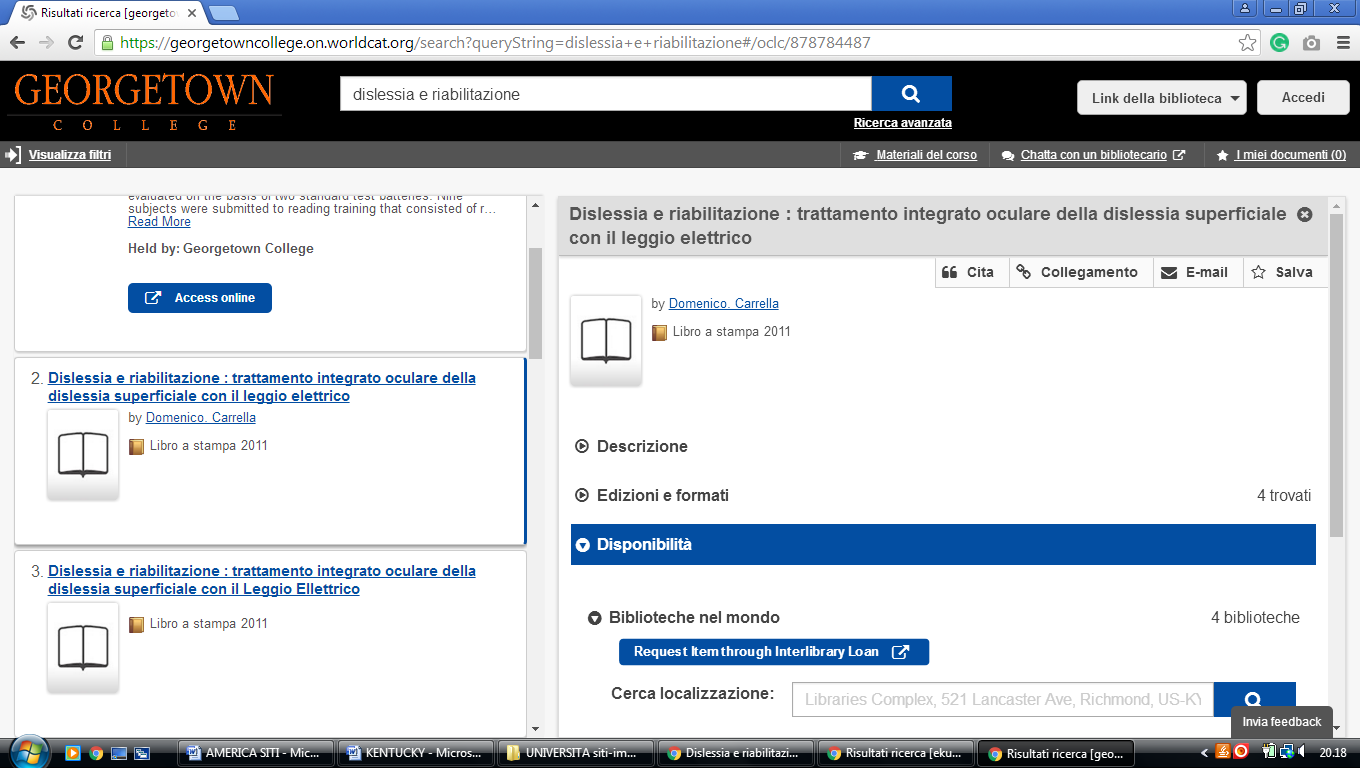 Risultati ricerca [georgeto
https://georgetowncollege.on.worldcat.org/search?queryString=dislessia+e+riabilitazione#/oclc/878784487
GEORGETOWN
COLLEGE
dislessia e riabilitazione
Ricerca avanzata
Link della biblioteca
Accedi
Visualizza filtri
Materiali del corso
Chatta con un bibliotecario
I miei documenti (0)
evaluated on the basis of two standard test batteries. Nine
subjects were submitted to reading training that consisted of r…
Read More
Held by: Georgetown College
Access online
2. Dislessia e riabilitazione : trattamento integrato oculare della
dislessia superficiale con il leggio elettrico
by Domenico. Carrella
Libro a stampa 2011
3. Dislessia e riabilitazione : trattamento integrato oculare della
dislessia superficiale con il Leggio Ellettrico
Libro a stampa 2011
Dislessia e riabilitazione : trattamento integrato oculare della dislessia superficiale
con il leggio elettrico
Cita
Collegamento
E-mail
Salva
by Domenico. Carrella
Libro a stampa 2011
Descrizione
Edizioni e formati 4 trovati
Disponibilità
Biblioteche nel mondo 4 biblioteche
Request Item through Interlibrary Loan
Cerca localizzazione: Libraries Complex, 521 Lancaster Ave, Richmond, US-KY
Invia feedback
AMERICA SITI - Mic...
KENTUCKY - Micros...
UNIVERSITA siti-im...
Dislessia e riabilitazi...
Risultati ricerca [eku...
Risultati ricerca [geo...
20.18